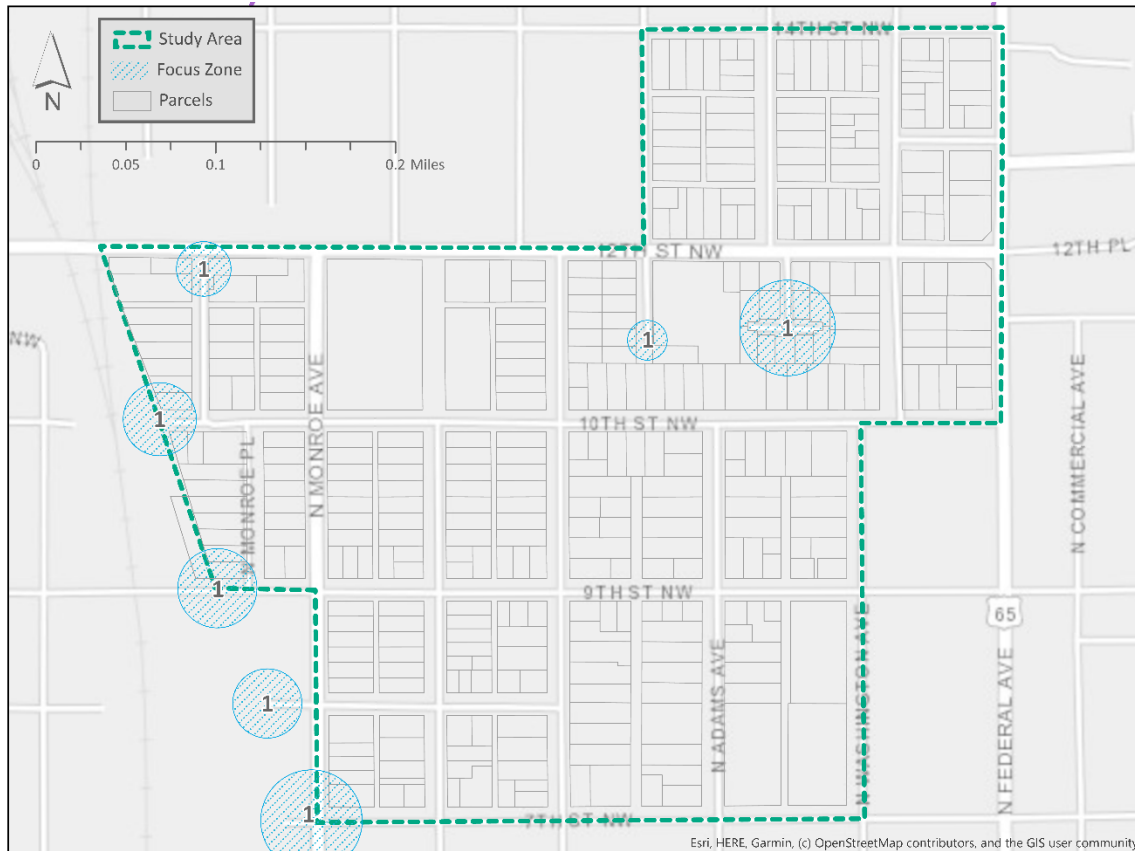 Study Area
Focus Zone
Parcels
N
0 0.05 0.1 0.2 Miles
14TH ST NW
12TH ST NW
12TH PL
1
1
1
NW
1
10TH ST NW
N MONROE PL
N MONROE AVE
N COMMERCIAL AVE
1
9TH ST NW
65
1
N ADAMS AVE
N WASHINGTON AVE
N FEDERAL AVE
1
7TH ST NW
Esri, HERE, Garmin, (c) OpenStreetMap contributors, and the GIS user community